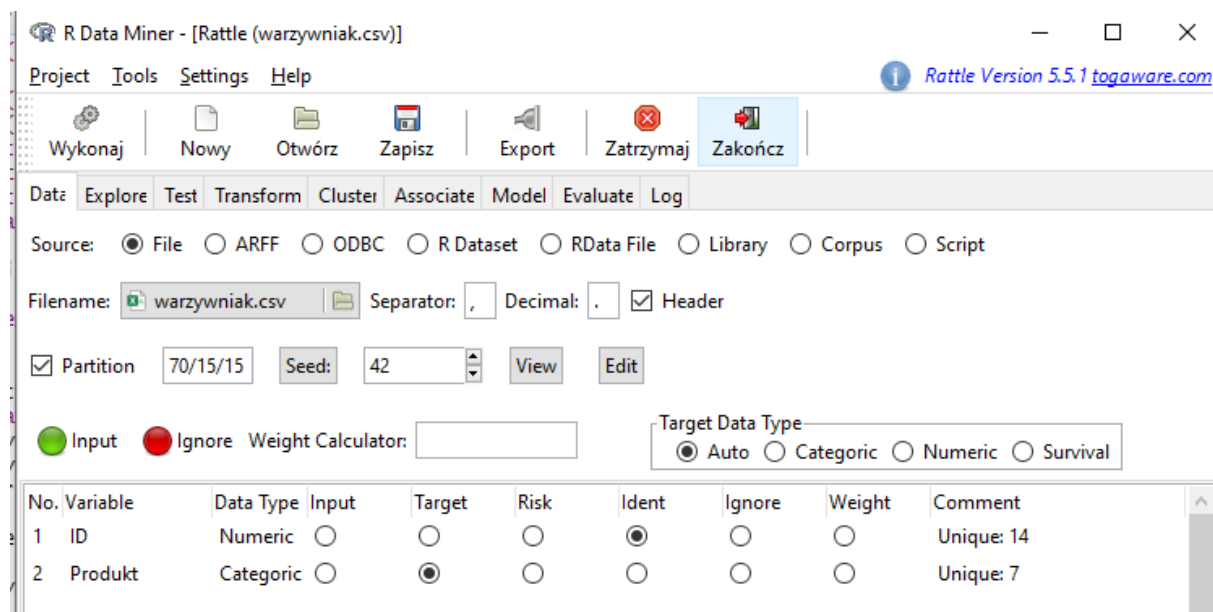 R Data Miner - [Rattle (warzywniak.csv)]
Project Tools Settings Help Rattle Version 5.5.1 togaware.com
Wykonaj Nowy Otwórz Zapisz Export Zatrzymaj Zakończ
Data Explore Test Transform Cluster Associate Model Evaluate Log
Source: File ARFF ODBC R Dataset RData File Library Corpus Script
Filename: warzywniak.csv Separator: , Decimal: . Header
Partition 70/15/15 Seed: 42 View Edit
Target Data Type
Input Ignore Weight Calculator: Auto Categoric Numeric Survival
No. Variable Data Type Input Target Risk Ident Ignore Weight Comment
1 ID Numeric Unique: 14
2 Produkt Categoric Unique: 7